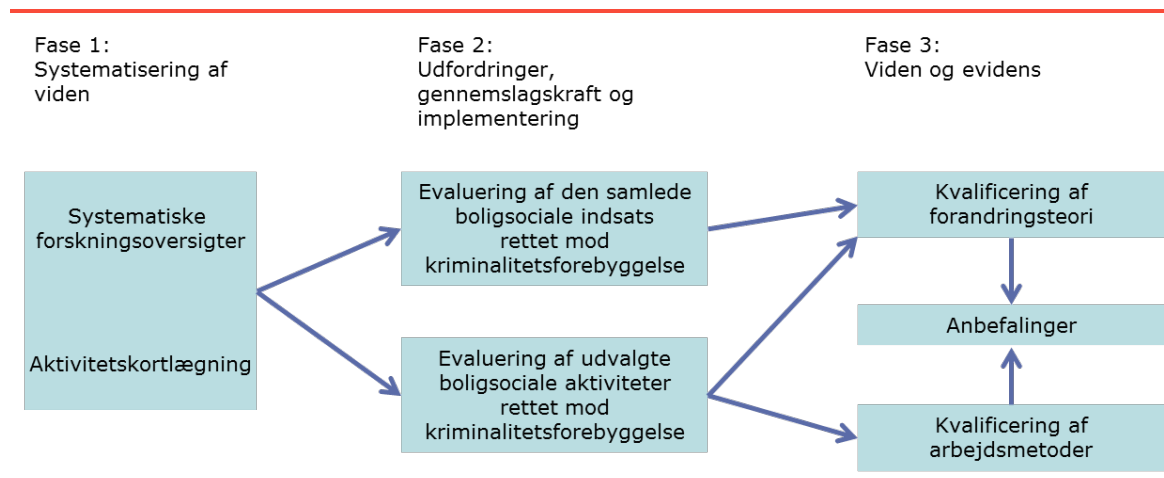 Fase 1:
Systematisering af
viden
Fase 2:
Udfordringer,
gennemslagskraft og
implementering
Fase 3:
Viden og evidens
Systematiske
forskningsoversigter
Aktivitetskortlægning
Evaluering af den samlede
boligsociale indsats
rettet mod
kriminalitetsforebyggelse
Evaluering af udvalgte
boligsociale aktiviteter
rettet mod
kriminalitetsforebyggelse
Kvalificering af
forandringsteori
Anbefalinger
Kvalificering af
arbejdsmetoder